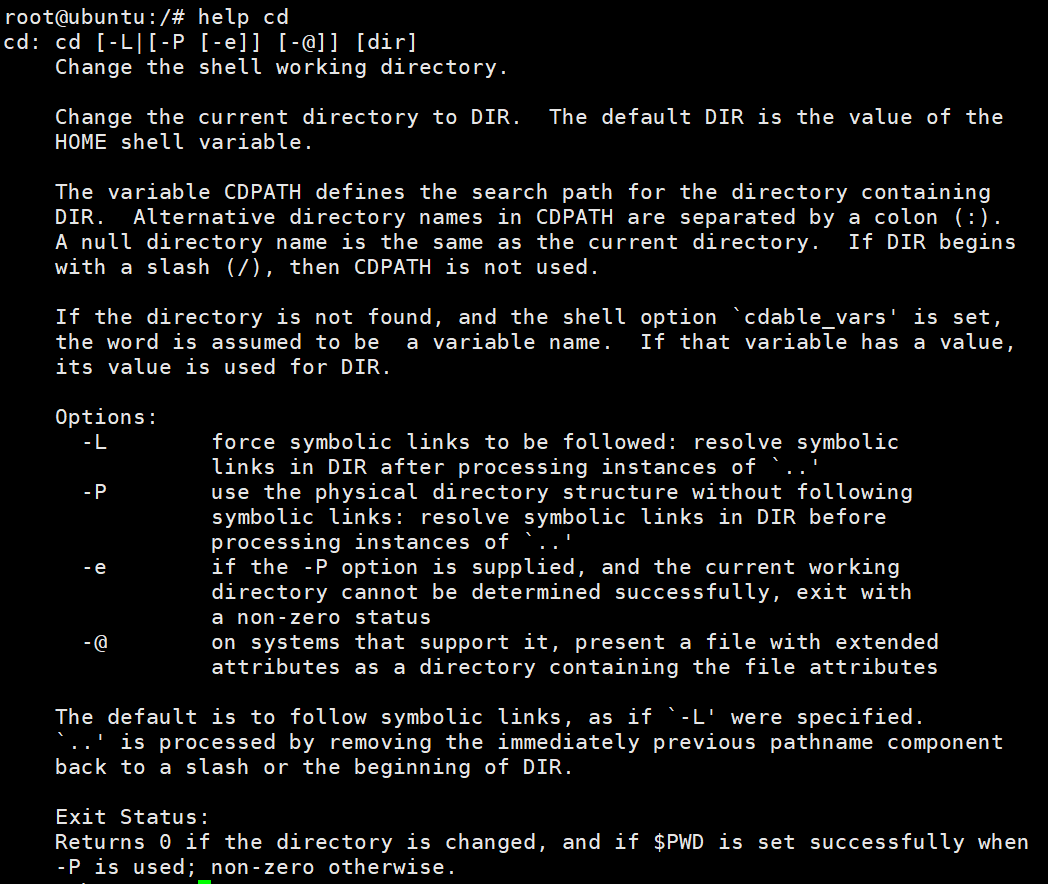 root@ubuntu:/# help cd
cd: cd [-L|[-P [-e]] [-@]] [dir]
    Change the shell working directory.

    Change the current directory to DIR.  The default DIR is the value of the
    HOME shell variable.

    The variable CDPATH defines the search path for the directory containing
    DIR.  Alternative directory names in CDPATH are separated by a colon (:).
    A null directory name is the same as the current directory.  If DIR begins
    with a slash (/), then CDPATH is not used.

    If the directory is not found, and the shell option `cdable_vars' is set,
    the word is assumed to be  a variable name.  If that variable has a value,
    its value is used for DIR.

    Options:
      -L        force symbolic links to be followed: resolve symbolic
                links in DIR after processing instances of `..'
      -P        use the physical directory structure without following
                symbolic links: resolve symbolic links in DIR before
                processing instances of `..'
      -e        if the -P option is supplied, and the current working
                directory cannot be determined successfully, exit with
                a non-zero status
      -@        on systems that support it, present a file with extended
                attributes as a directory containing the file attributes

    The default is to follow symbolic links, as if `-L' were specified.
    `..' is processed by removing the immediately previous pathname component
    back to a slash or the beginning of DIR.

    Exit Status:
    Returns 0 if the directory is changed, and if $PWD is set successfully when
    -P is used; non-zero otherwise.